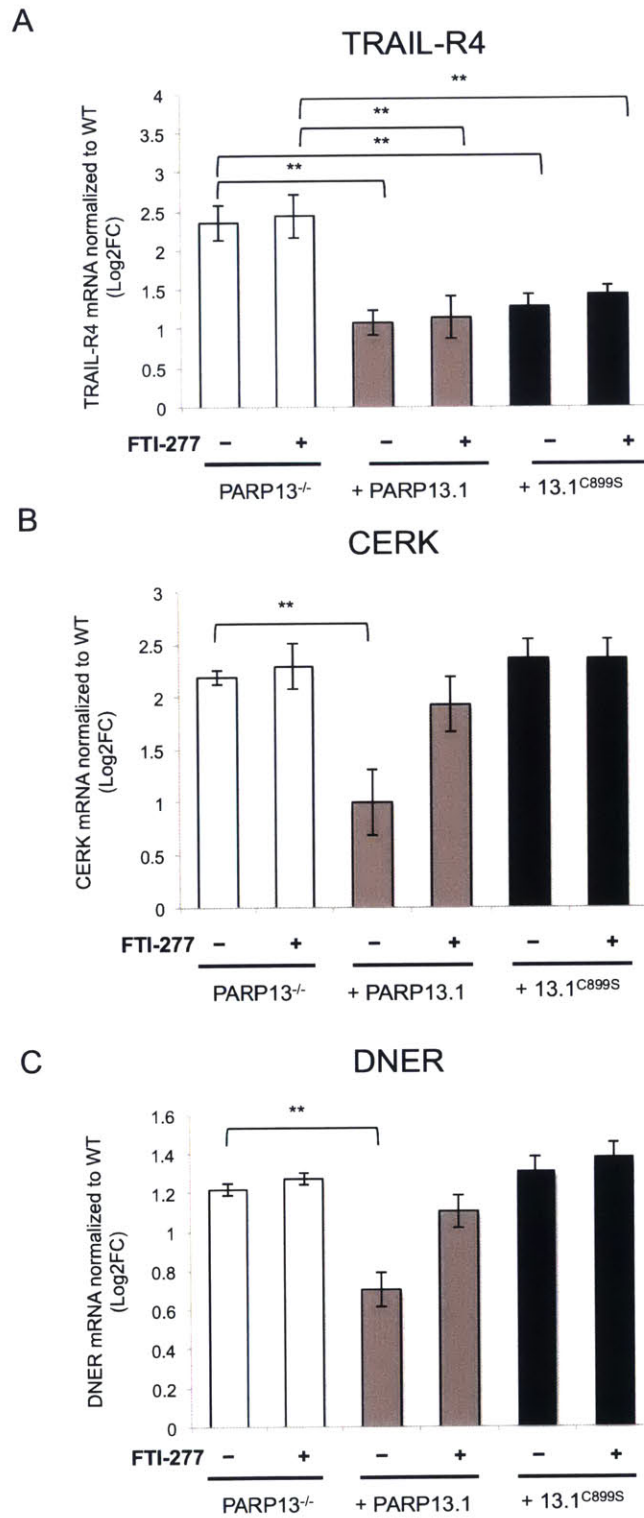 A
TRAIL-R4
TRAIL-R4 mRNA normalized to WT
(Log2FC)
4
3.5
3
2.5
2
1.5
1
0.5
0
**
**
**
**
FTI-277 – + – + – +
PARP13-/- + PARP13.1 + 13.1C899S
B
CERK
CERK mRNA normalized to WT
(Log2FC)
3
2.5
2
1.5
1
0.5
0
**
FTI-277 – + – + – +
PARP13-/- + PARP13.1 + 13.1C899S
C
DNER
DNER mRNA normalized to WT
(Log2FC)
1.6
1.4
1.2
1
0.8
0.6
0.4
0.2
0
**
FTI-277 – + – + – +
PARP13-/- + PARP13.1 + 13.1C899S